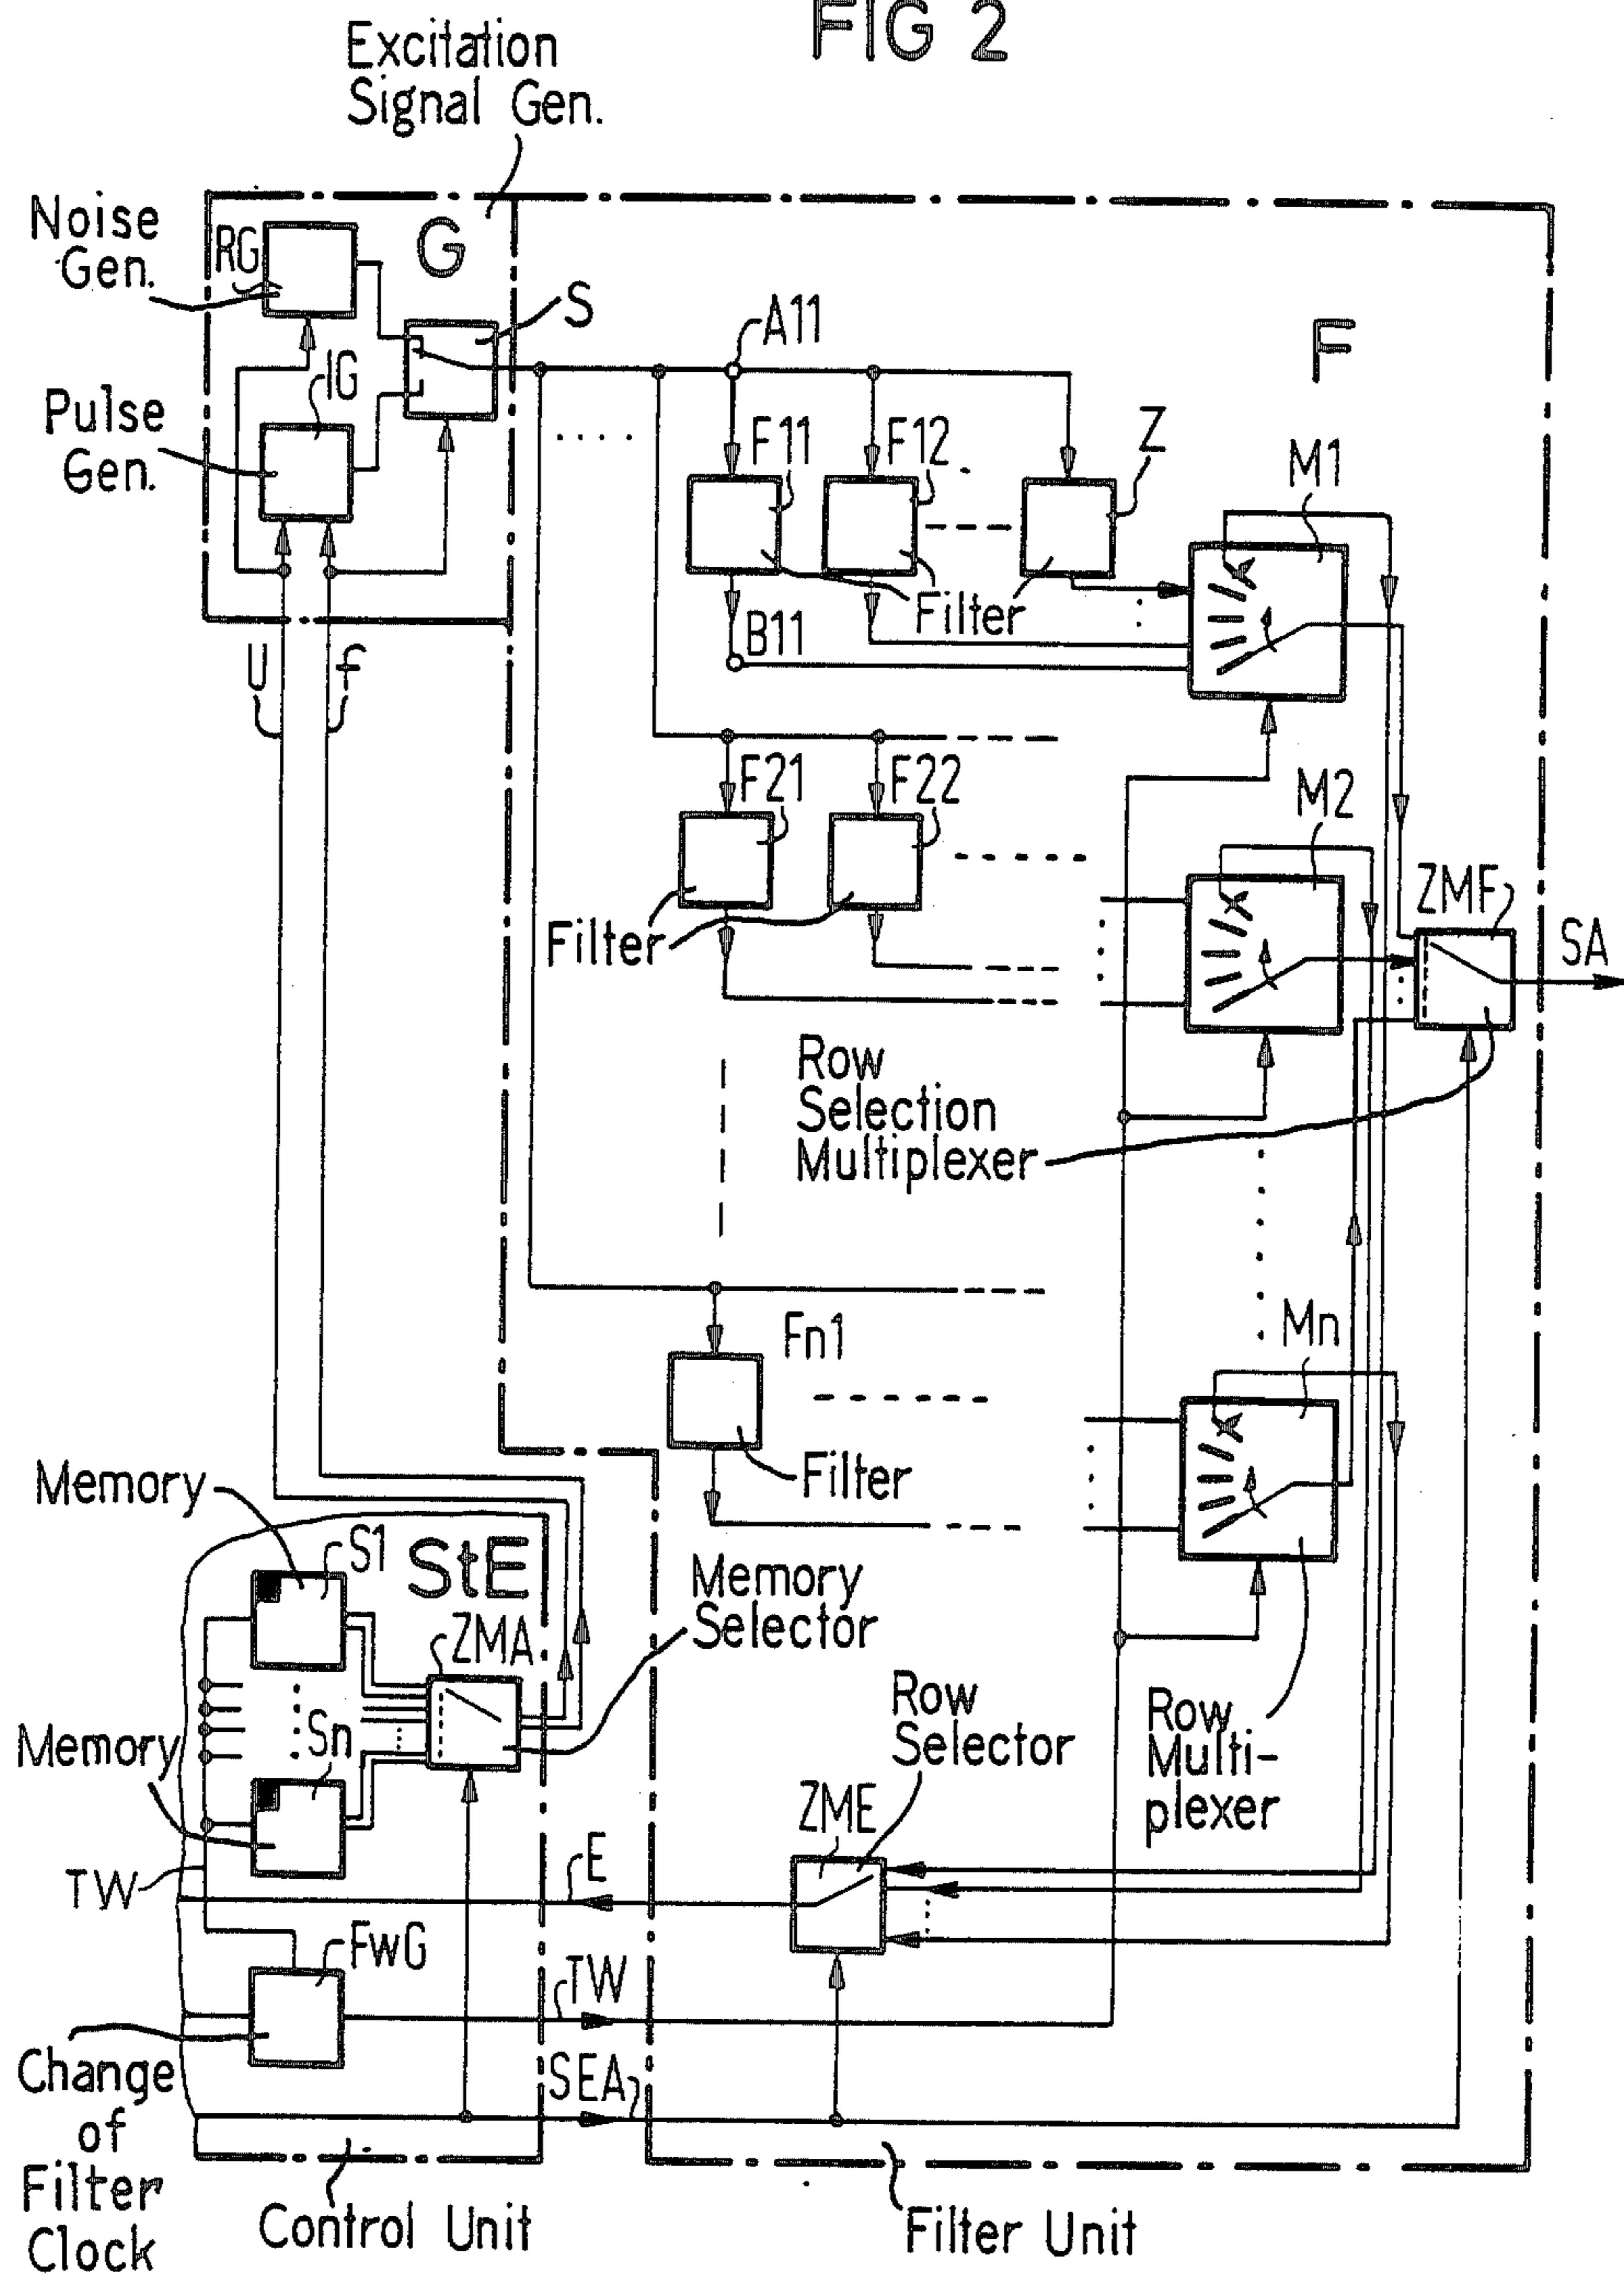 FIG 2
Excitation
Signal Gen.
Noise
Gen.
RG
G
S
A11
F
IG
Pulse
Gen.
F11
F12
Z
M1
Filter
B11
U
f
F21
F22
M2
ZMF
Filter
SA
Row
Selection
Multiplexer
Fn1
Mn
Filter
Memory
S1
StE
Memory
Selector
ZMA
Row
Selector
Row
Multi-
plexer
Memory
Sn
ZME
E
TW
FwG
TW
SEA
Change
of
Filter
Clock
Control Unit
Filter Unit